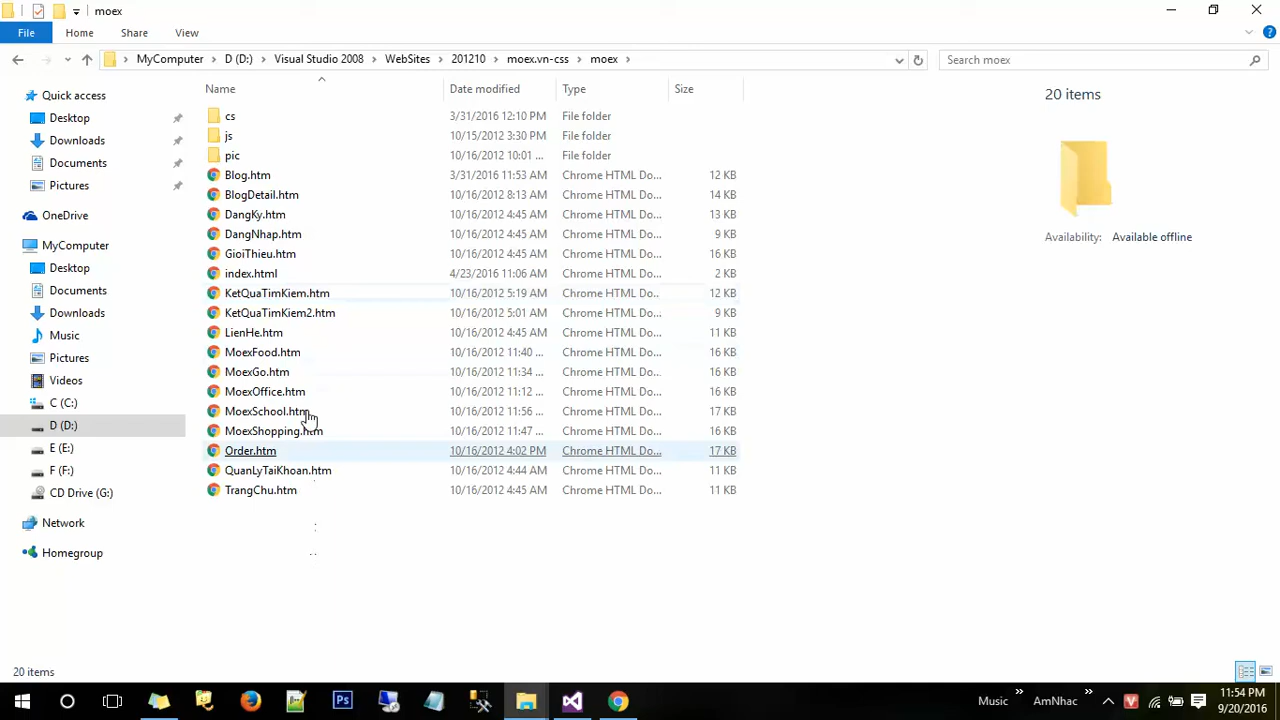 moex
File Home Share View
MyComputer D (D:) Visual Studio 2008 WebSites 201210 moex.vn-css moex Search moex
Name Date modified Type Size
cs 3/31/2016 12:10 PM File folder
js 10/15/2012 3:30 PM File folder
pic 10/16/2012 10:01 ... File folder
Blog.htm 3/31/2016 11:53 AM Chrome HTML Do... 12 KB
BlogDetail.htm 10/16/2012 8:13 AM Chrome HTML Do... 14 KB
DangKy.htm 10/16/2012 4:45 AM Chrome HTML Do... 13 KB
DangNhap.htm 10/16/2012 4:45 AM Chrome HTML Do... 9 KB
GioiThieu.htm 10/16/2012 4:45 AM Chrome HTML Do... 16 KB
index.html 4/23/2016 11:06 AM Chrome HTML Do... 2 KB
KetQuaTimKiem.htm 10/16/2012 5:19 AM Chrome HTML Do... 12 KB
KetQuaTimKiem2.htm 10/16/2012 5:01 AM Chrome HTML Do... 9 KB
LienHe.htm 10/16/2012 4:45 AM Chrome HTML Do... 11 KB
MoexFood.htm 10/16/2012 11:40 ... Chrome HTML Do... 16 KB
MoexGo.htm 10/16/2012 11:34 ... Chrome HTML Do... 16 KB
MoexOffice.htm 10/16/2012 11:12 ... Chrome HTML Do... 16 KB
MoexSchool.htm 10/16/2012 11:56 ... Chrome HTML Do... 17 KB
MoexShopping.htm 10/16/2012 11:47 ... Chrome HTML Do... 16 KB
Order.htm 10/16/2012 4:02 PM Chrome HTML Do... 17 KB
QuanLyTaiKhoan.htm 10/16/2012 4:44 AM Chrome HTML Do... 11 KB
TrangChu.htm 10/16/2012 4:45 AM Chrome HTML Do... 11 KB
Quick access
Desktop
Downloads
Documents
Pictures
OneDrive
MyComputer
Desktop
Documents
Downloads
Music
Pictures
Videos
C (C:)
D (D:)
E (E:)
F (F:)
CD Drive (G:)
Network
Homegroup
20 items
Availability: Available offline
20 items
Music AmNhac 11:54 PM
9/20/2016